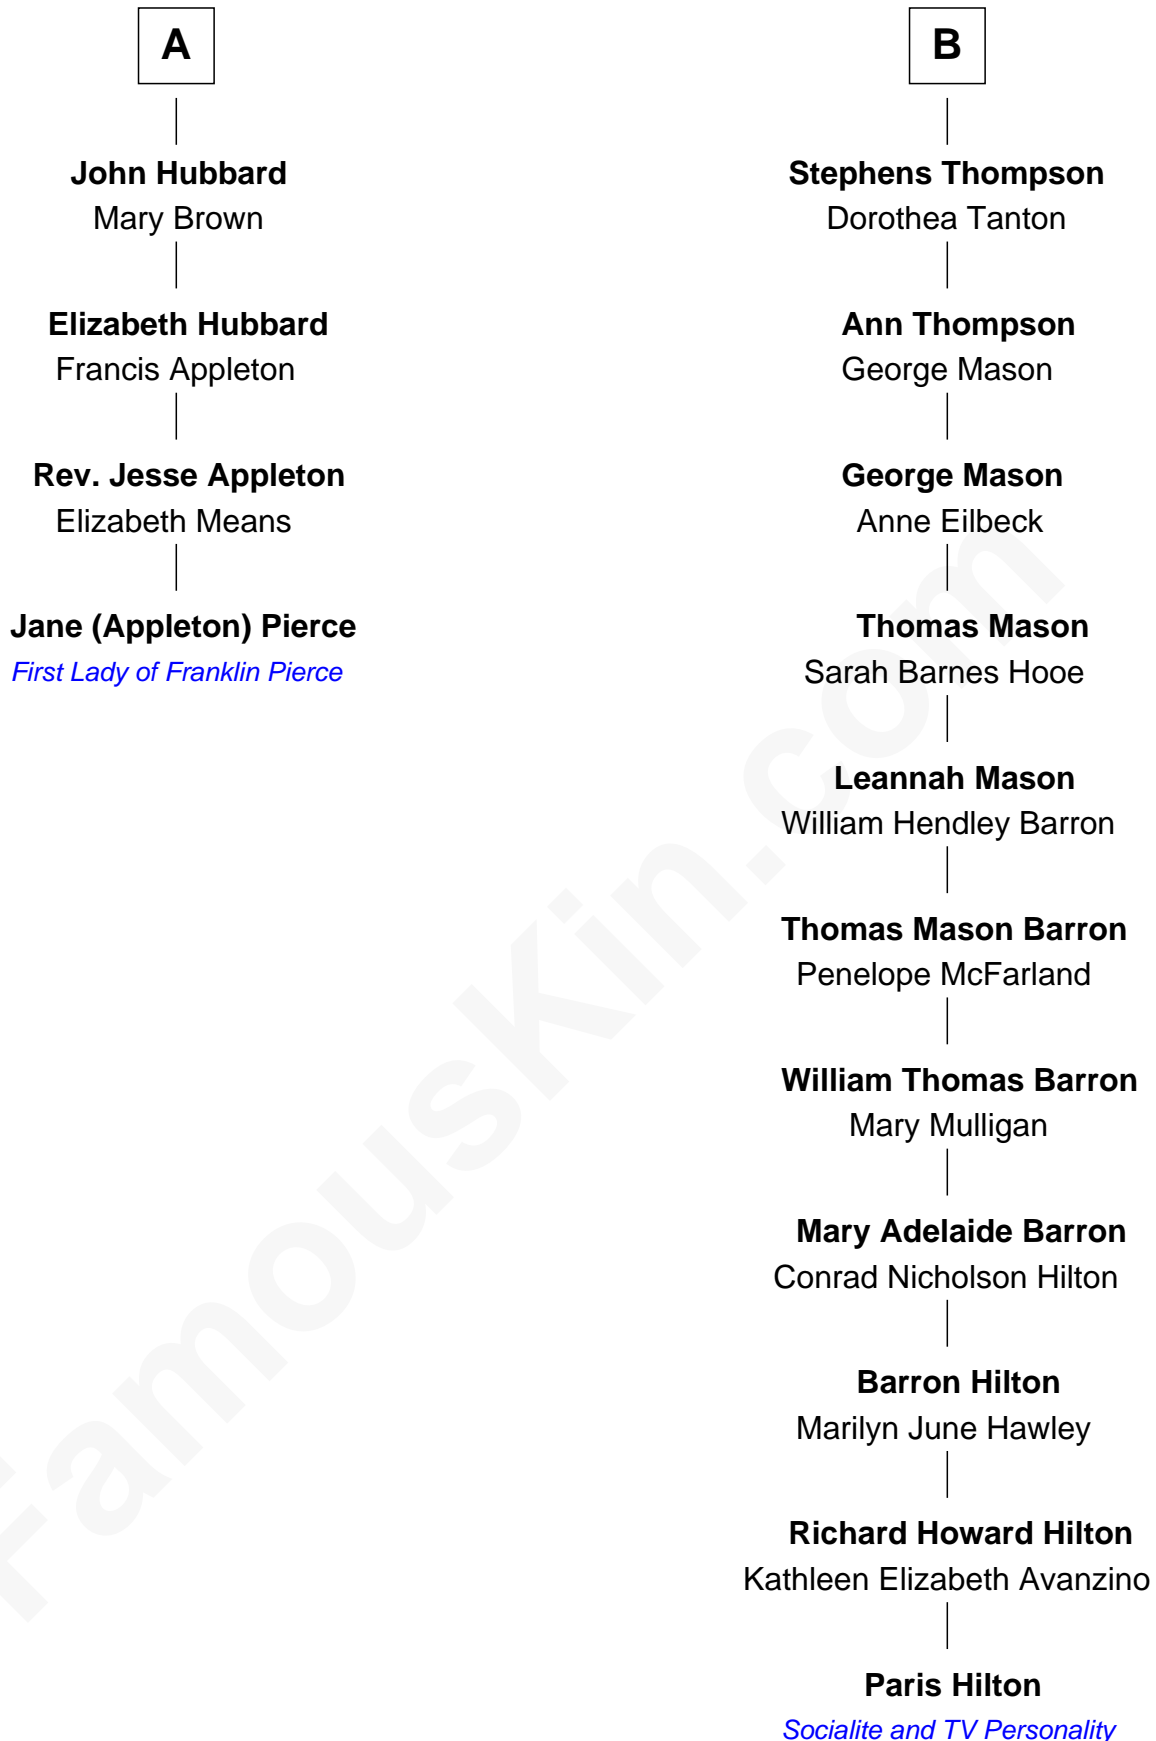 A
John Hubbard
Mary Brown
Elizabeth Hubbard
Francis Appleton
Rev. Jesse Appleton
Elizabeth Means
Jane (Appleton) Pierce
First Lady of Franklin Pierce
B
Stephens Thompson
Dorothea Tanton
Ann Thompson
George Mason
George Mason
Anne Eilbeck
Thomas Mason
Sarah Barnes Hooe
Leannah Mason
William Hendley Barron
Thomas Mason Barron
Penelope McFarland
William Thomas Barron
Mary Mulligan
Mary Adelaide Barron
Conrad Nicholson Hilton
Barron Hilton
Marilyn June Hawley
Richard Howard Hilton
Kathleen Elizabeth Avanzino
Paris Hilton
Socialite and TV Personality
FamousKin.com